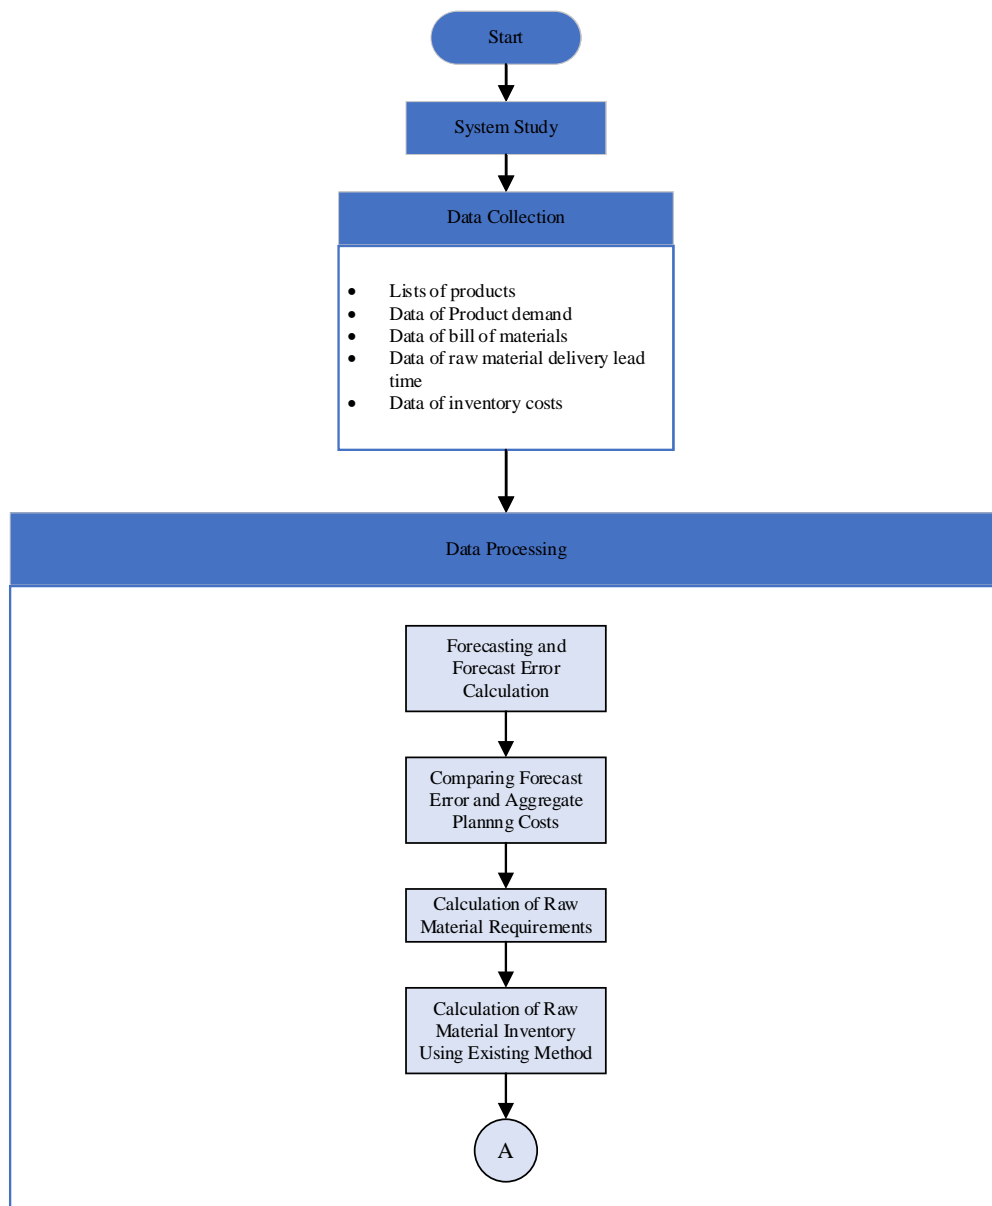 Start
System Study
Data Collection
• Lists of products
• Data of Product demand
• Data of bill of materials
• Data of raw material delivery lead
time
• Data of inventory costs
Data Processing
Forecasting and
Forecast Error
Calculation
Comparing Forecast
Error and Aggregate
Plannng Costs
Calculation of Raw
Material Requirements
Calculation of Raw
Material Inventory
Using Existing Method
A